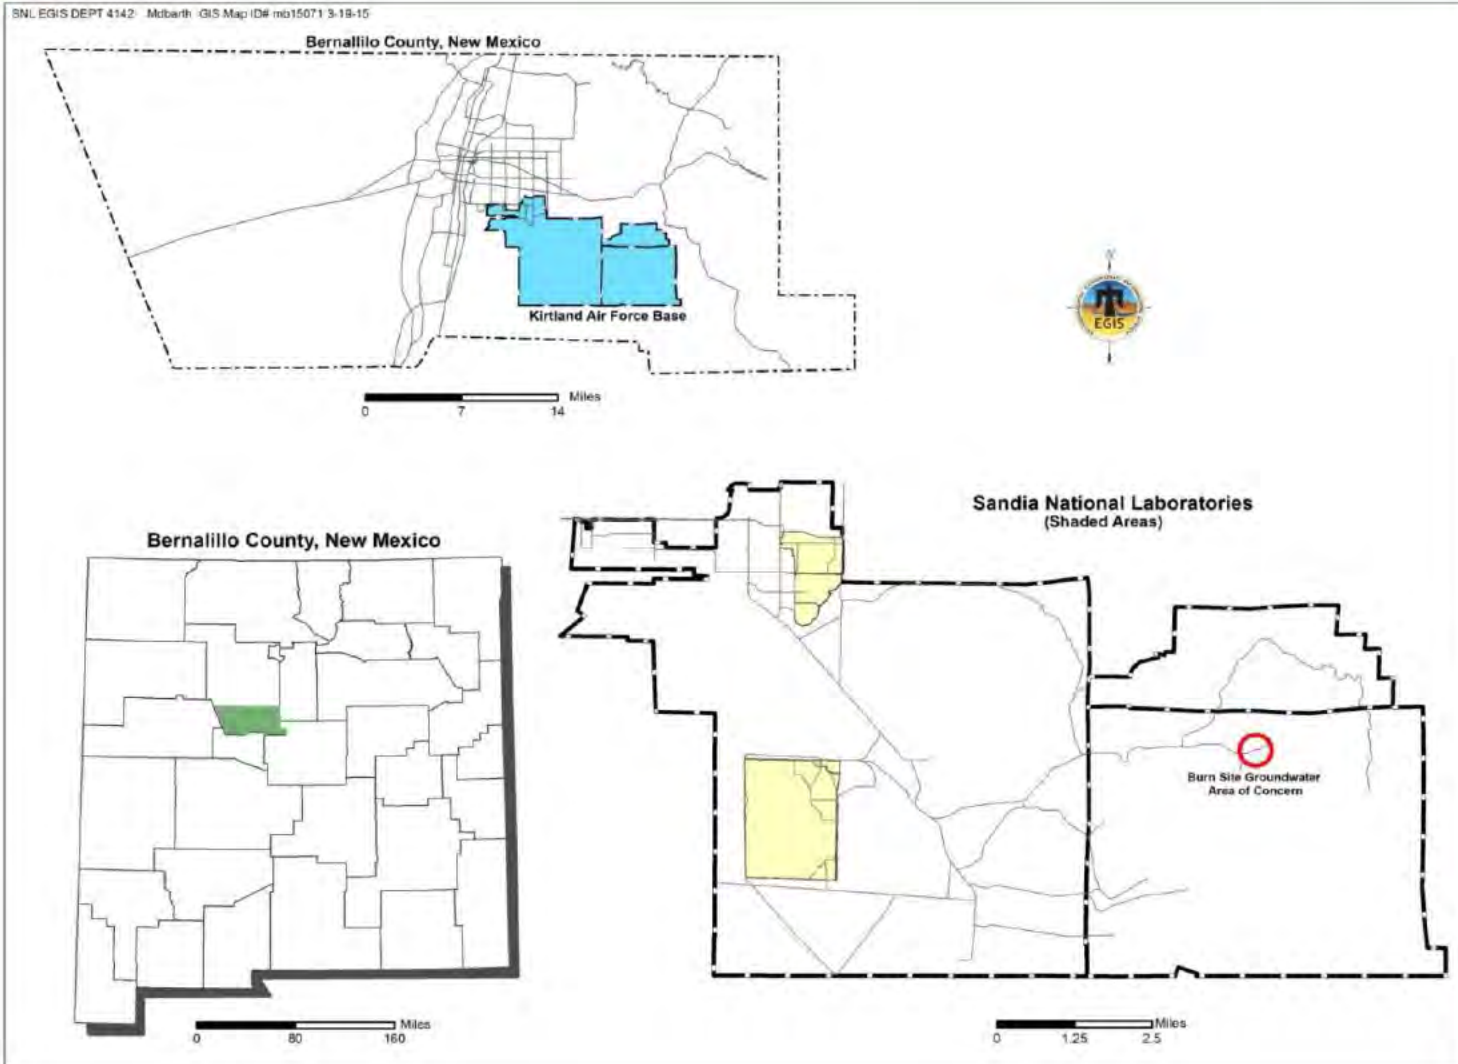 SNL EGIS DEPT 4142 Mdbarth GIS Map ID# mb15071 3-19-15
Bernallilo County, New Mexico
Kirtland Air Force Base
Miles
0 7 14
N
EGIS
Sandia National Laboratories
(Shaded Areas)
Bernalillo County, New Mexico
Burn Site Groundwater
Area of Concern
Miles
0 80 160
Miles
0 1.25 2.5